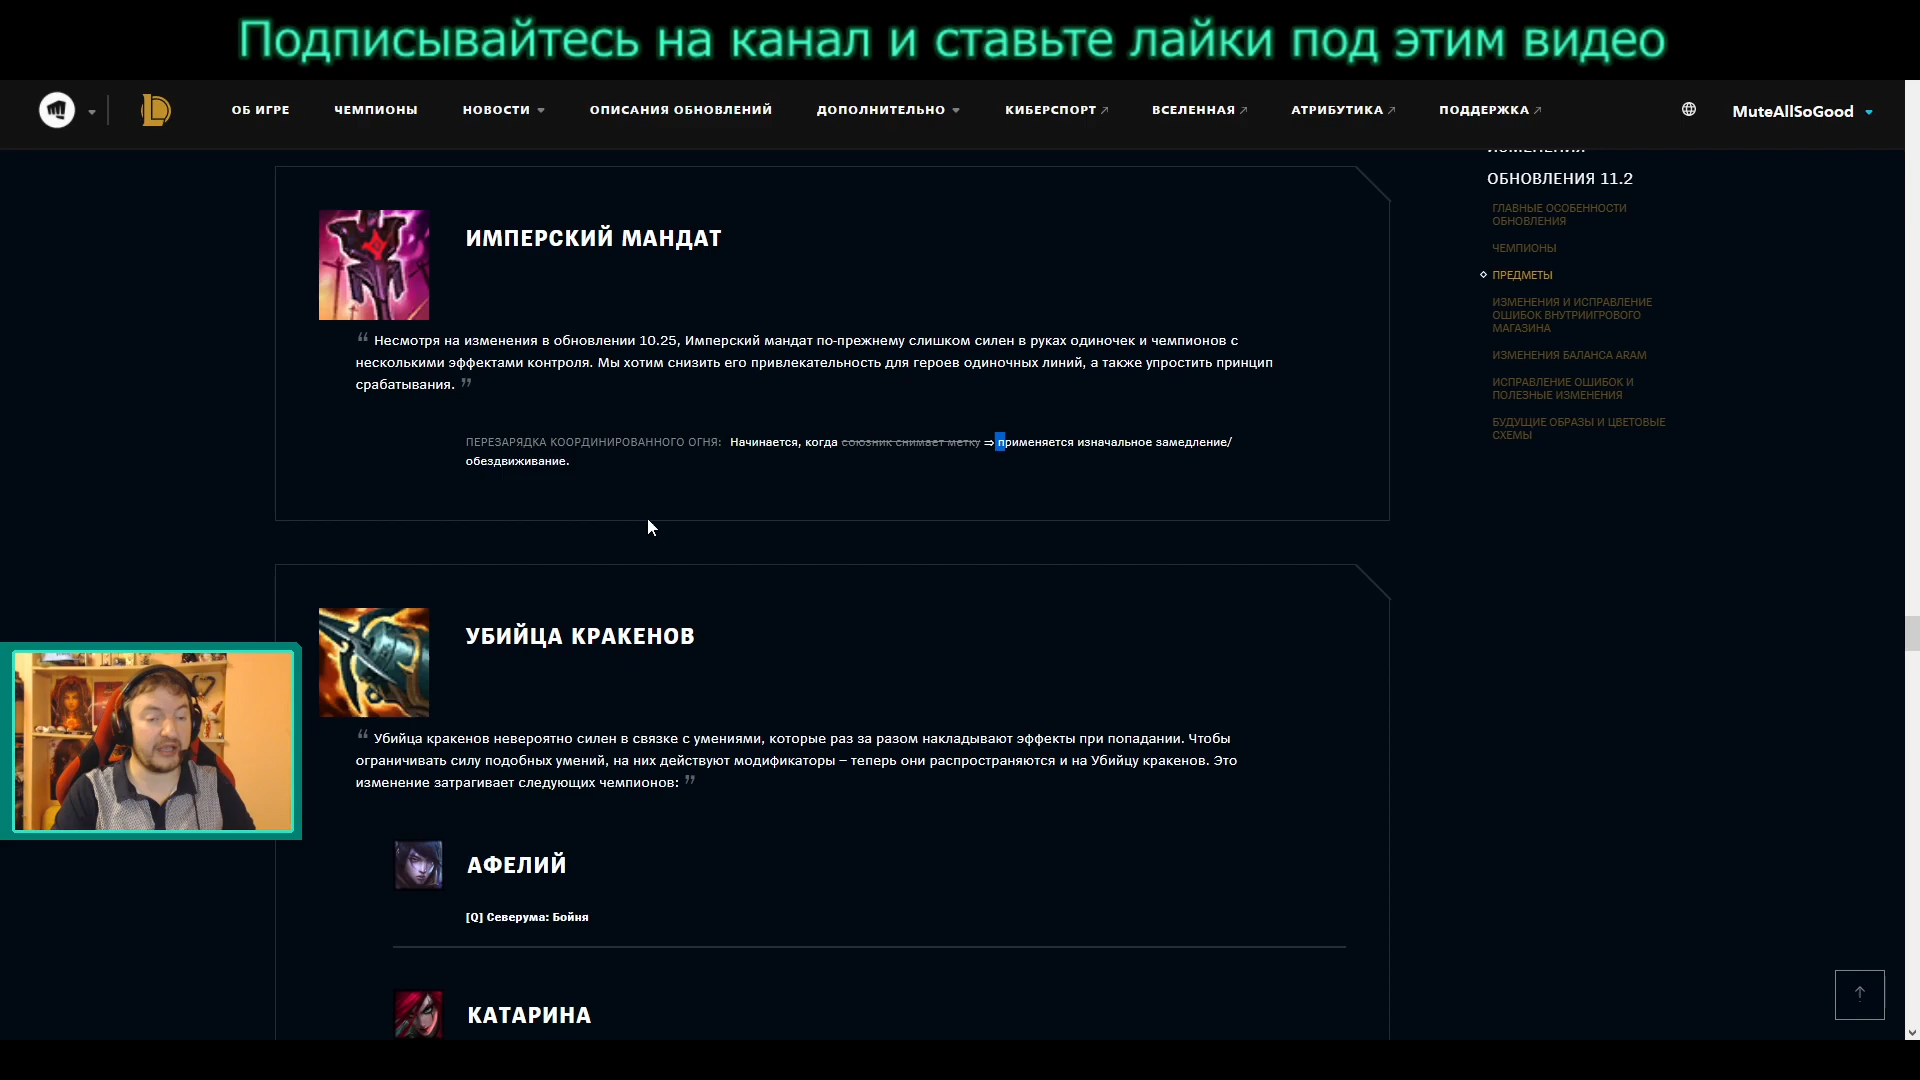 Подписывайтесь на канал и ставьте лайки под этим видео
ОБ ИГРЕ
ЧЕМПИОНЫ
НОВОСТИ
ОПИСАНИЯ ОБНОВЛЕНИЙ
ДОПОЛНИТЕЛЬНО
КИБЕРСПОРТ
ВСЕЛЕННАЯ
АТРИБУТИКА
ПОДДЕРЖКА
MuteAllSoGood
ИЗМЕНЕНИЯ
ОБНОВЛЕНИЯ 11.2
ГЛАВНЫЕ ОСОБЕННОСТИ
ОБНОВЛЕНИЯ
ЧЕМПИОНЫ
ПРЕДМЕТЫ
ИЗМЕНЕНИЯ И ИСПРАВЛЕНИЕ
ОШИБОК ВНУТРИИГРОВОГО
МАГАЗИНА
ИЗМЕНЕНИЯ БАЛАНСА ARAM
ИСПРАВЛЕНИЕ ОШИБОК И
ПОЛЕЗНЫЕ ИЗМЕНЕНИЯ
БУДУЩИЕ ОБРАЗЫ И ЦВЕТОВЫЕ
СХЕМЫ
ИМПЕРСКИЙ МАНДАТ
“ Несмотря на изменения в обновлении 10.25, Имперский мандат по-прежнему слишком силен в руках одиночек и чемпионов с
несколькими эффектами контроля. Мы хотим снизить его привлекательность для героев одиночных линий, а также упростить принцип
срабатывания. ”
ПЕРЕЗАРЯДКА КООРДИНИРОВАННОГО ОГНЯ: Начинается, когда союзник снимает метку ⇒ применяется изначальное замедление/
обездвиживание.
УБИЙЦА КРАКЕНОВ
“ Убийца кракенов невероятно силен в связке с умениями, которые раз за разом накладывают эффекты при попадании. Чтобы
ограничивать силу подобных умений, на них действуют модификаторы – теперь они распространяются и на Убийцу кракенов. Это
изменение затрагивает следующих чемпионов: ”
АФЕЛИЙ
[Q] Северума: Бойня
КАТАРИНА